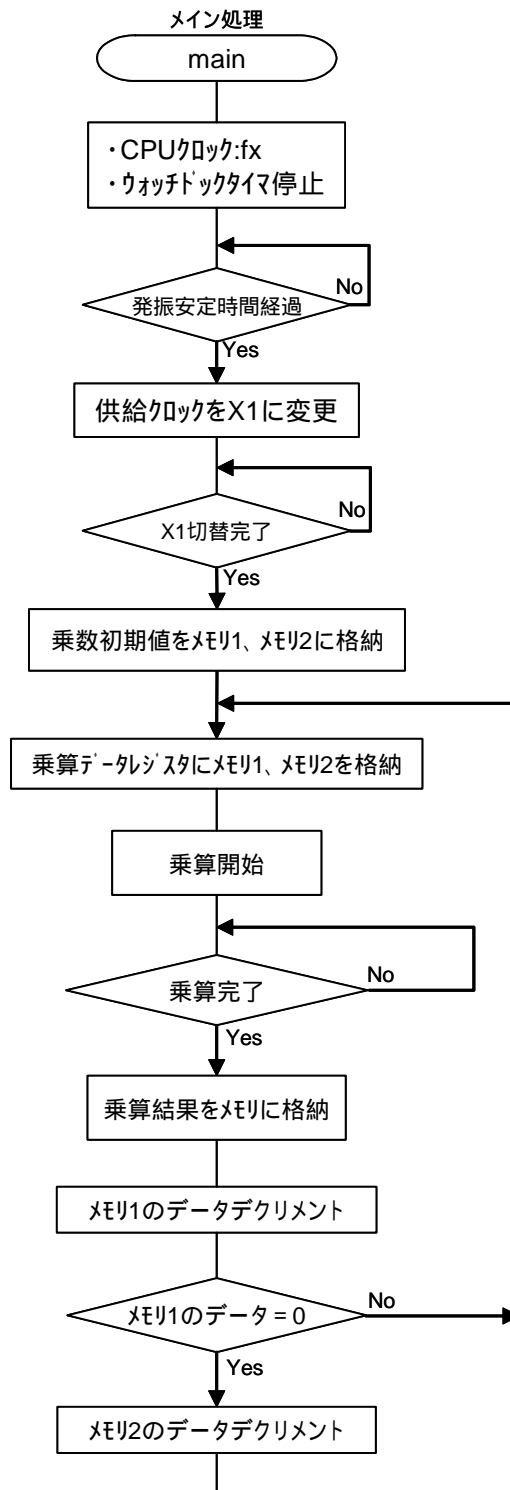 メイン処理
main
・CPUｸﾛｯｸ:fx
・ｳｫｯﾁﾄﾞｯｸﾀｲﾏ停止
No
発振安定時間経過
Yes
供給ｸﾛｯｸをX1に変更
No
X1切替完了
Yes
乗数初期値をﾒﾓﾘ1、ﾒﾓﾘ2に格納
乗算ﾃﾞｰﾀﾚｼﾞｽﾀにﾒﾓﾘ1、ﾒﾓﾘ2を格納
乗算開始
No
乗算完了
Yes
乗算結果をﾒﾓﾘに格納
ﾒﾓﾘ1のデータデクリメント
No
ﾒﾓﾘ1のデータ = 0
Yes
ﾒﾓﾘ2のデータデクリメント